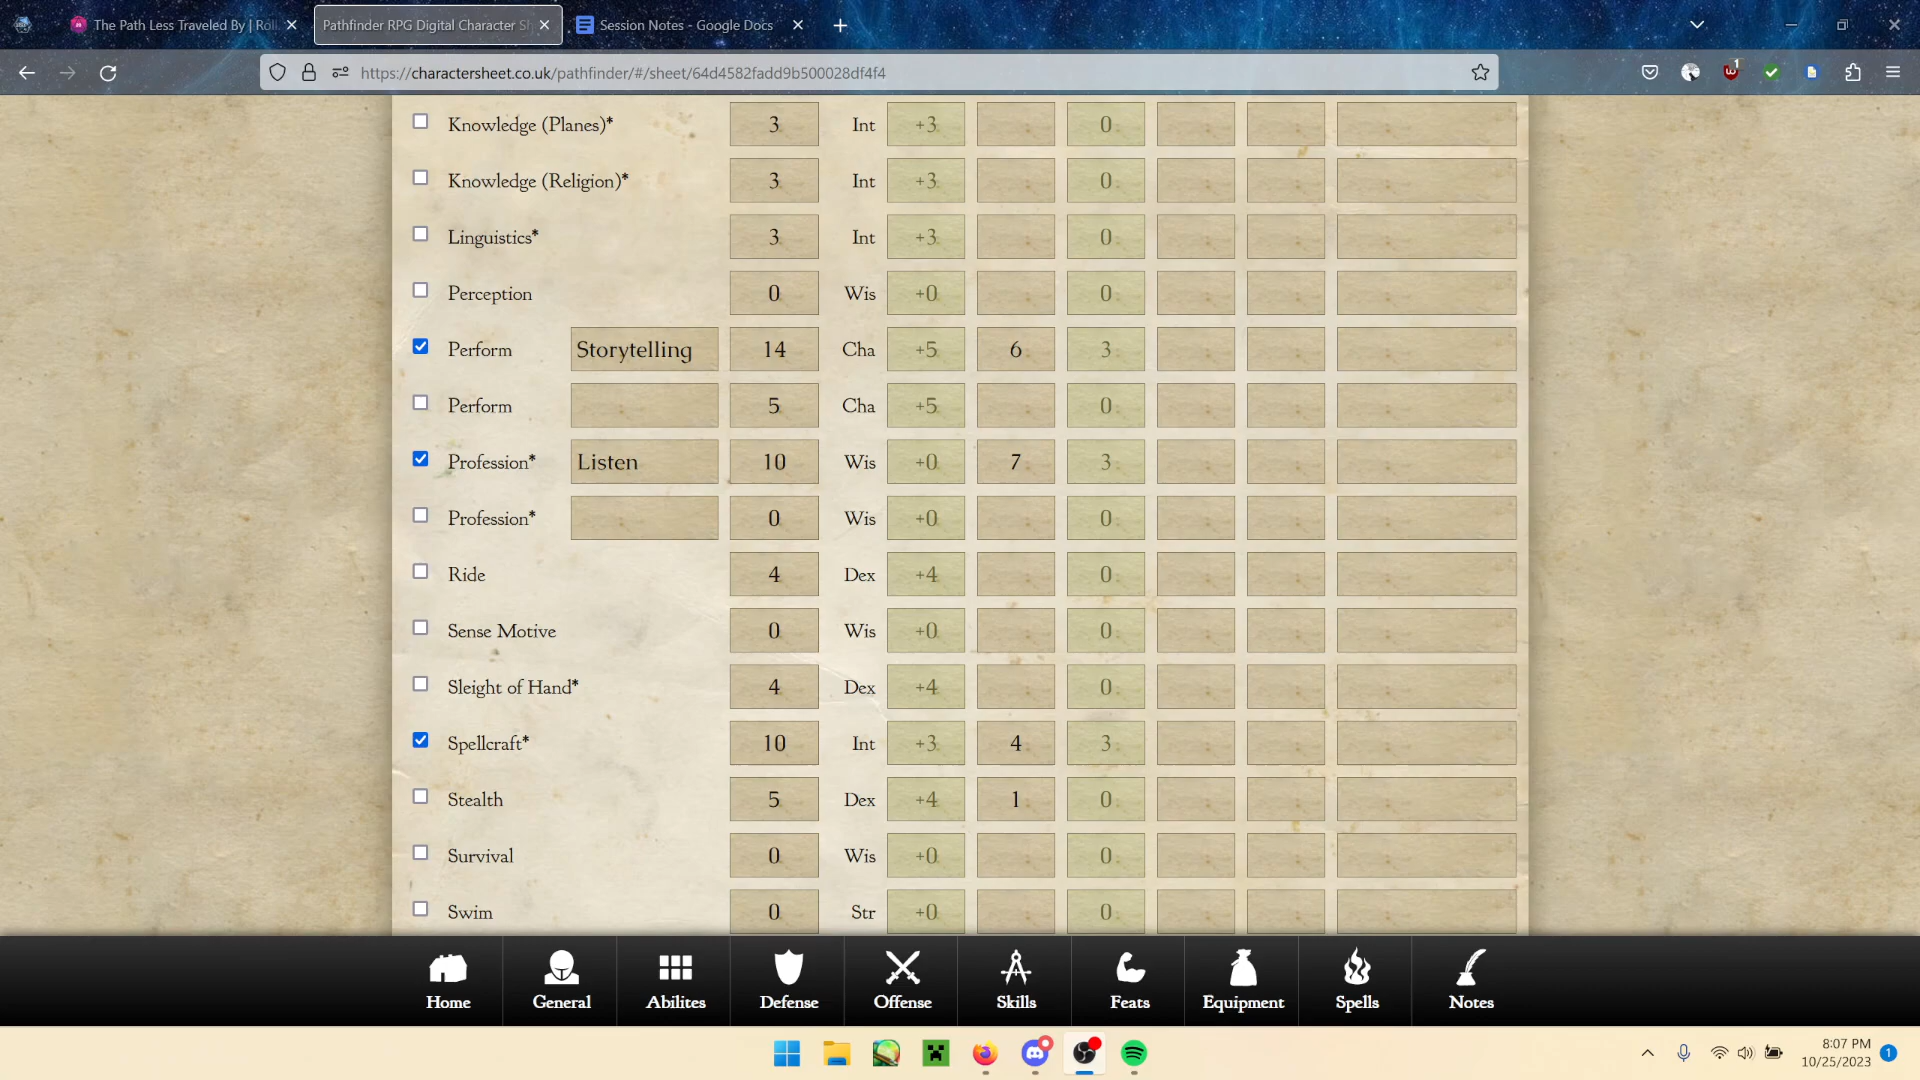 The Path Less Traveled By | Roll
Pathfinder RPG Digital Character Sh
Session Notes - Google Docs
https://charactersheet.co.uk/pathfinder/#/sheet/64d4582fadd9b500028df4f4
1
Knowledge (Planes)* 3 Int +3 0
Knowledge (Religion)* 3 Int +3 0
Linguistics* 3 Int +3 0
Perception 0 Wis +0 0
Perform Storytelling 14 Cha +5 6 3
Perform 5 Cha +5 0
Profession* Listen 10 Wis +0 7 3
Profession* 0 Wis +0 0
Ride 4 Dex +4 0
Sense Motive 0 Wis +0 0
Sleight of Hand* 4 Dex +4 0
Spellcraft* 10 Int +3 4 3
Stealth 5 Dex +4 1 0
Survival 0 Wis +0 0
Swim 0 Str +0 0
Home General Abilites Defense Offense Skills Feats Equipment Spells Notes
8:07 PM
10/25/2023 1